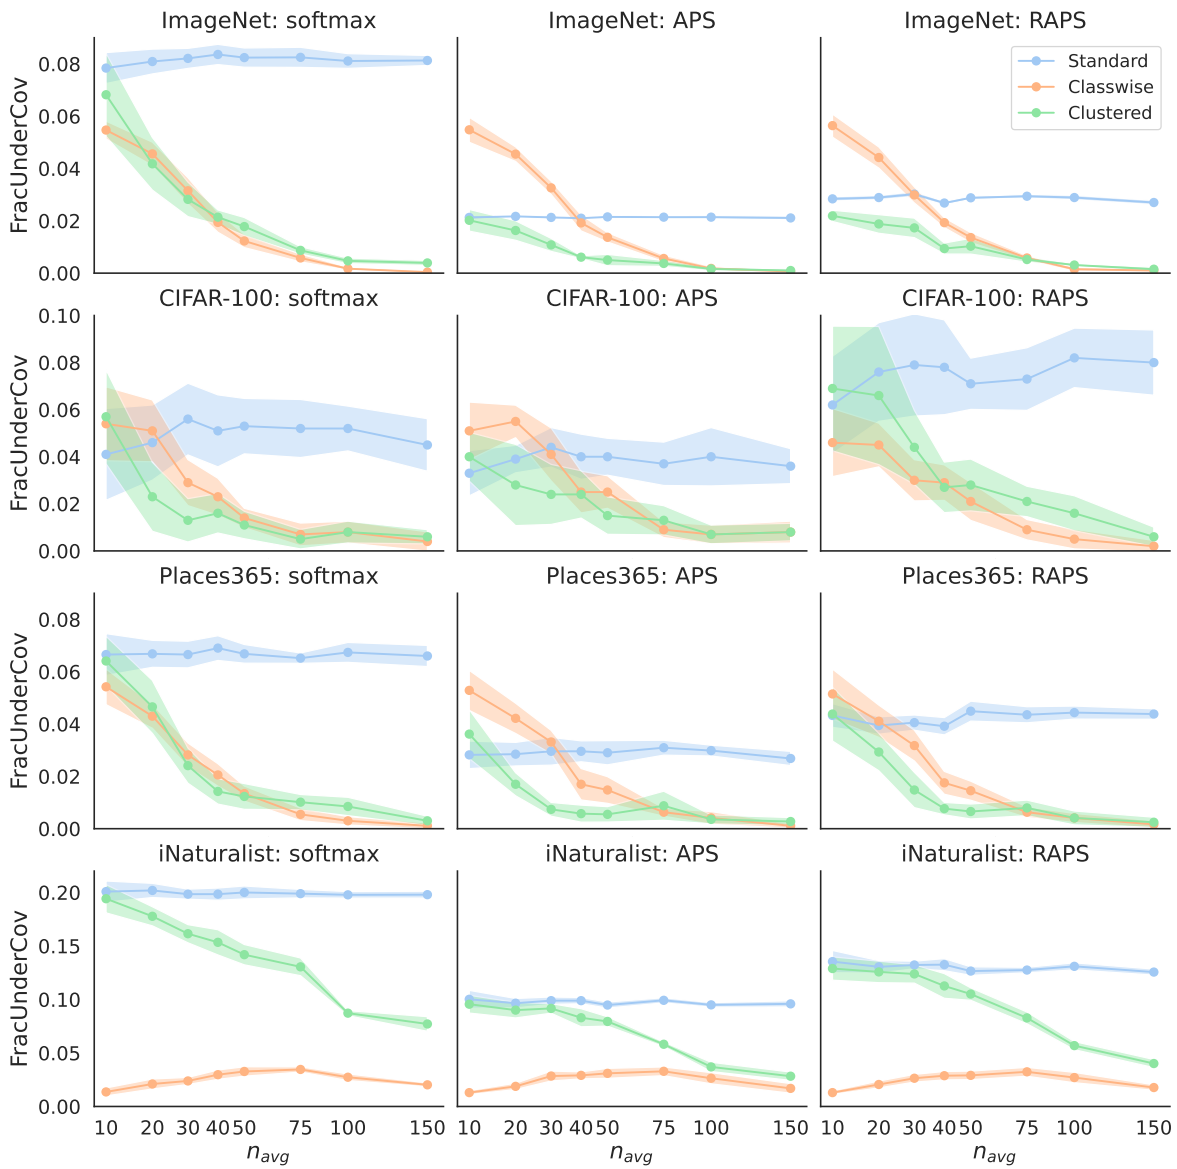 ImageNet: softmax
ImageNet: APS
ImageNet: RAPS
FracUnderCov
0.08
0.06
0.04
0.02
0.00
Standard
Classwise
Clustered
CIFAR-100: softmax
CIFAR-100: APS
CIFAR-100: RAPS
FracUnderCov
0.10
0.08
0.06
0.04
0.02
0.00
Places365: softmax
Places365: APS
Places365: RAPS
FracUnderCov
0.08
0.06
0.04
0.02
0.00
iNaturalist: softmax
iNaturalist: APS
iNaturalist: RAPS
FracUnderCov
0.20
0.15
0.10
0.05
0.00
10 20 30 40 50 75 100 150
10 20 30 40 50 75 100 150
10 20 30 40 50 75 100 150
n_avg
n_avg
n_avg